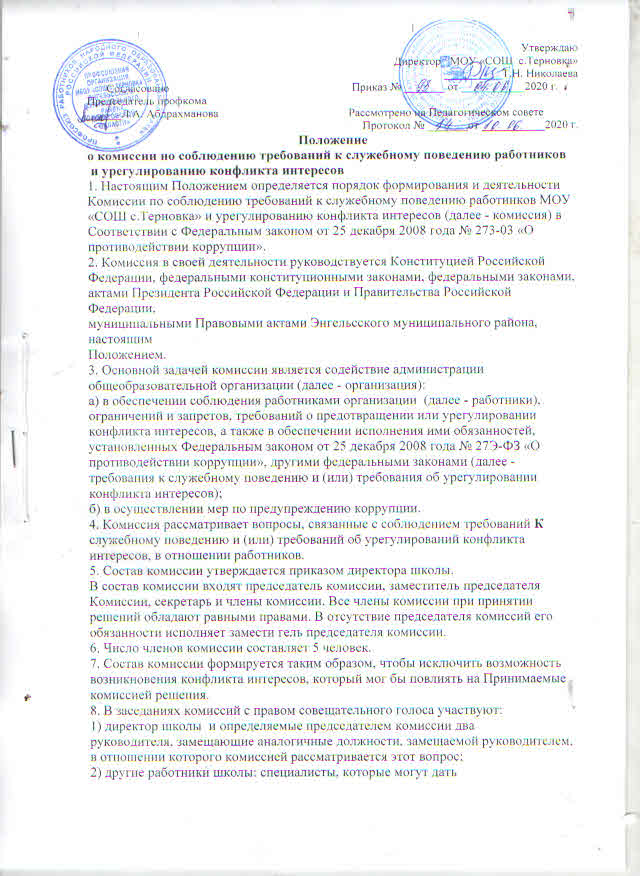 Утверждаю
Директор МОУ «СОШ с.Терновка»
Т.Н. Николаева
Согласовано
Приказ № от 2020 г.
Председатель профкома
Л.А. Абдрахманова
Рассмотрено на Педагогическом совете
Протокол № 14 от 10.06. 2020 г.
Положение
о комиссии по соблюдению требований к служебному поведению работников
и урегулированию конфликта интересов
1. Настоящим Положением определяется порядок формирования и деятельности
Комиссии по соблюдению требований к служебному поведению работников МОУ
«СОШ с.Терновка» и урегулированию конфликта интересов (далее - комиссия) в
Соответствии с Федеральным законом от 25 декабря 2008 года № 273-03 «О
противодействии коррупции».
2. Комиссия в своей деятельности руководствуется Конституцией Российской
Федерации, федеральными конституционными законами, федеральными законами,
актами Президента Российской Федерации и Правительства Российской
Федерации,
муниципальными Правовыми актами Энгельсского муниципального района,
настоящим
Положением.
3. Основной задачей комиссии является содействие администрации
общеобразовательной организации (далее - организация):
а) в обеспечении соблюдения работниками организации (далее - работники),
ограничений и запретов, требований о предотвращении или урегулировании
конфликта интересов, а также в обеспечении исполнения ими обязанностей,
установленных Федеральным законом от 25 декабря 2008 года № 27Э-ФЗ «О
противодействии коррупции», другими федеральными законами (далее -
требования к служебному поведению и (или) требования об урегулировании
конфликта интересов);
б) в осуществлении мер по предупреждению коррупции.
4. Комиссия рассматривает вопросы, связанные с соблюдением требований К
служебному поведению и (или) требований об урегулирований конфликта
интересов, в отношении работников.
5. Состав комиссии утверждается приказом директора школы.
В состав комиссии входят председатель комиссии, заместитель председателя
Комиссии, секретарь и члены комиссии. Все члены комиссии при принятии
решений обладают равными правами. В отсутствие председателя комиссий его
обязанности исполняет замести гель председателя комиссии.
6. Число членов комиссии составляет 5 человек.
7. Состав комиссии формируется таким образом, чтобы исключить возможность
возникновения конфликта интересов, который мог бы повлиять на Принимаемые
комиссией решения.
8. В заседаниях комиссий с правом совещательного голоса участвуют:
1) директор школы и определяемые председателем комиссии два
руководителя, замещающие аналогичные должности, замещаемой руководителем,
в отношении которого комиссией рассматривается этот вопрос;
2) другие работники школы: специалисты, которые могут дать